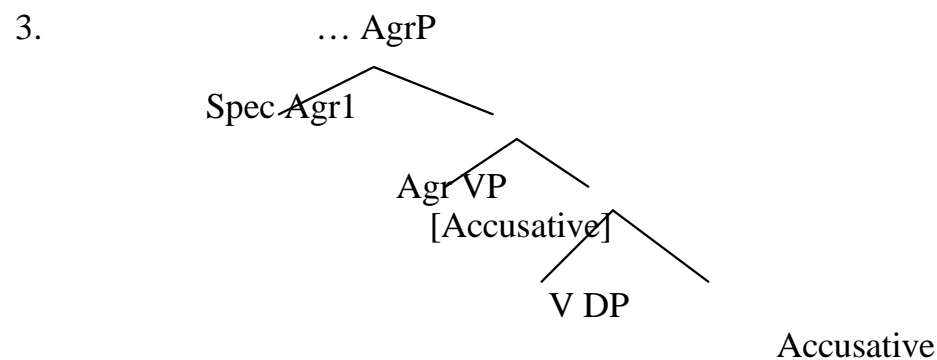 3. … AgrP
Spec Agr1
Agr VP
[Accusative]
V DP
Accusative